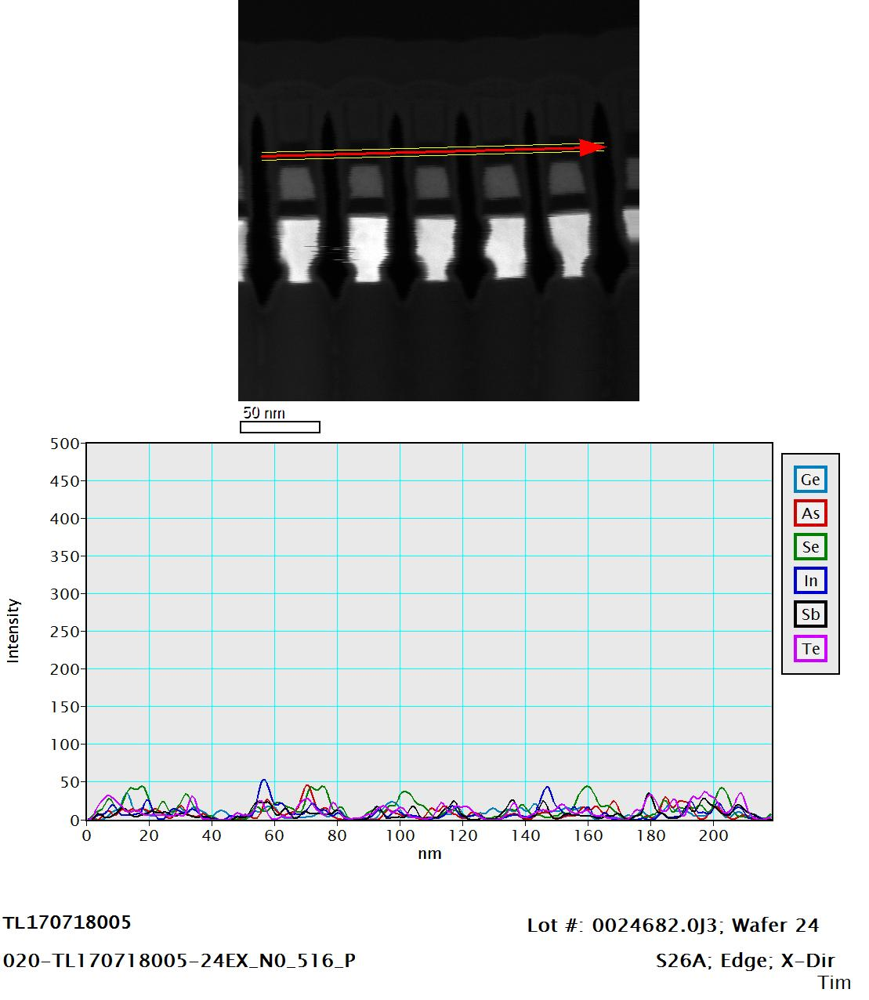 50 nm
500
450
400
350
300
250
200
150
100
50
0
Intensity
0 20 40 60 80 100 120 140 160 180 200
nm
Ge
As
Se
In
Sb
Te
TL170718005
Lot #: 0024682.0J3; Wafer 24
020-TL170718005-24EX_N0_516_P
S26A; Edge; X-Dir
Tim